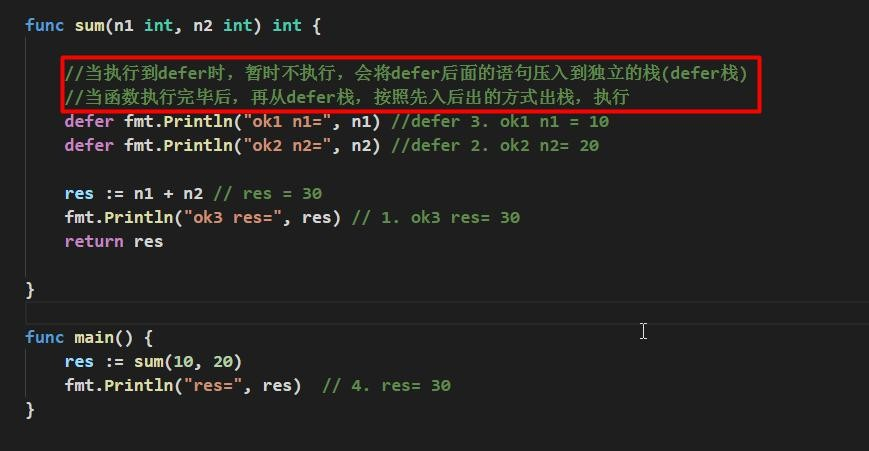 func sum(n1 int, n2 int) int {
//当执行到defer时，暂时不执行，会将defer后面的语句压入到独立的栈(defer栈)
//当函数执行完毕后，再从defer栈，按照先入后出的方式出栈，执行
defer fmt.Println("ok1 n1=", n1) //defer 3. ok1 n1 = 10
defer fmt.Println("ok2 n2=", n2) //defer 2. ok2 n2= 20
res := n1 + n2 // res = 30
fmt.Println("ok3 res=", res) // 1. ok3 res= 30
return res
}
func main() {
res := sum(10, 20)
fmt.Println("res=", res)  // 4. res= 30
}